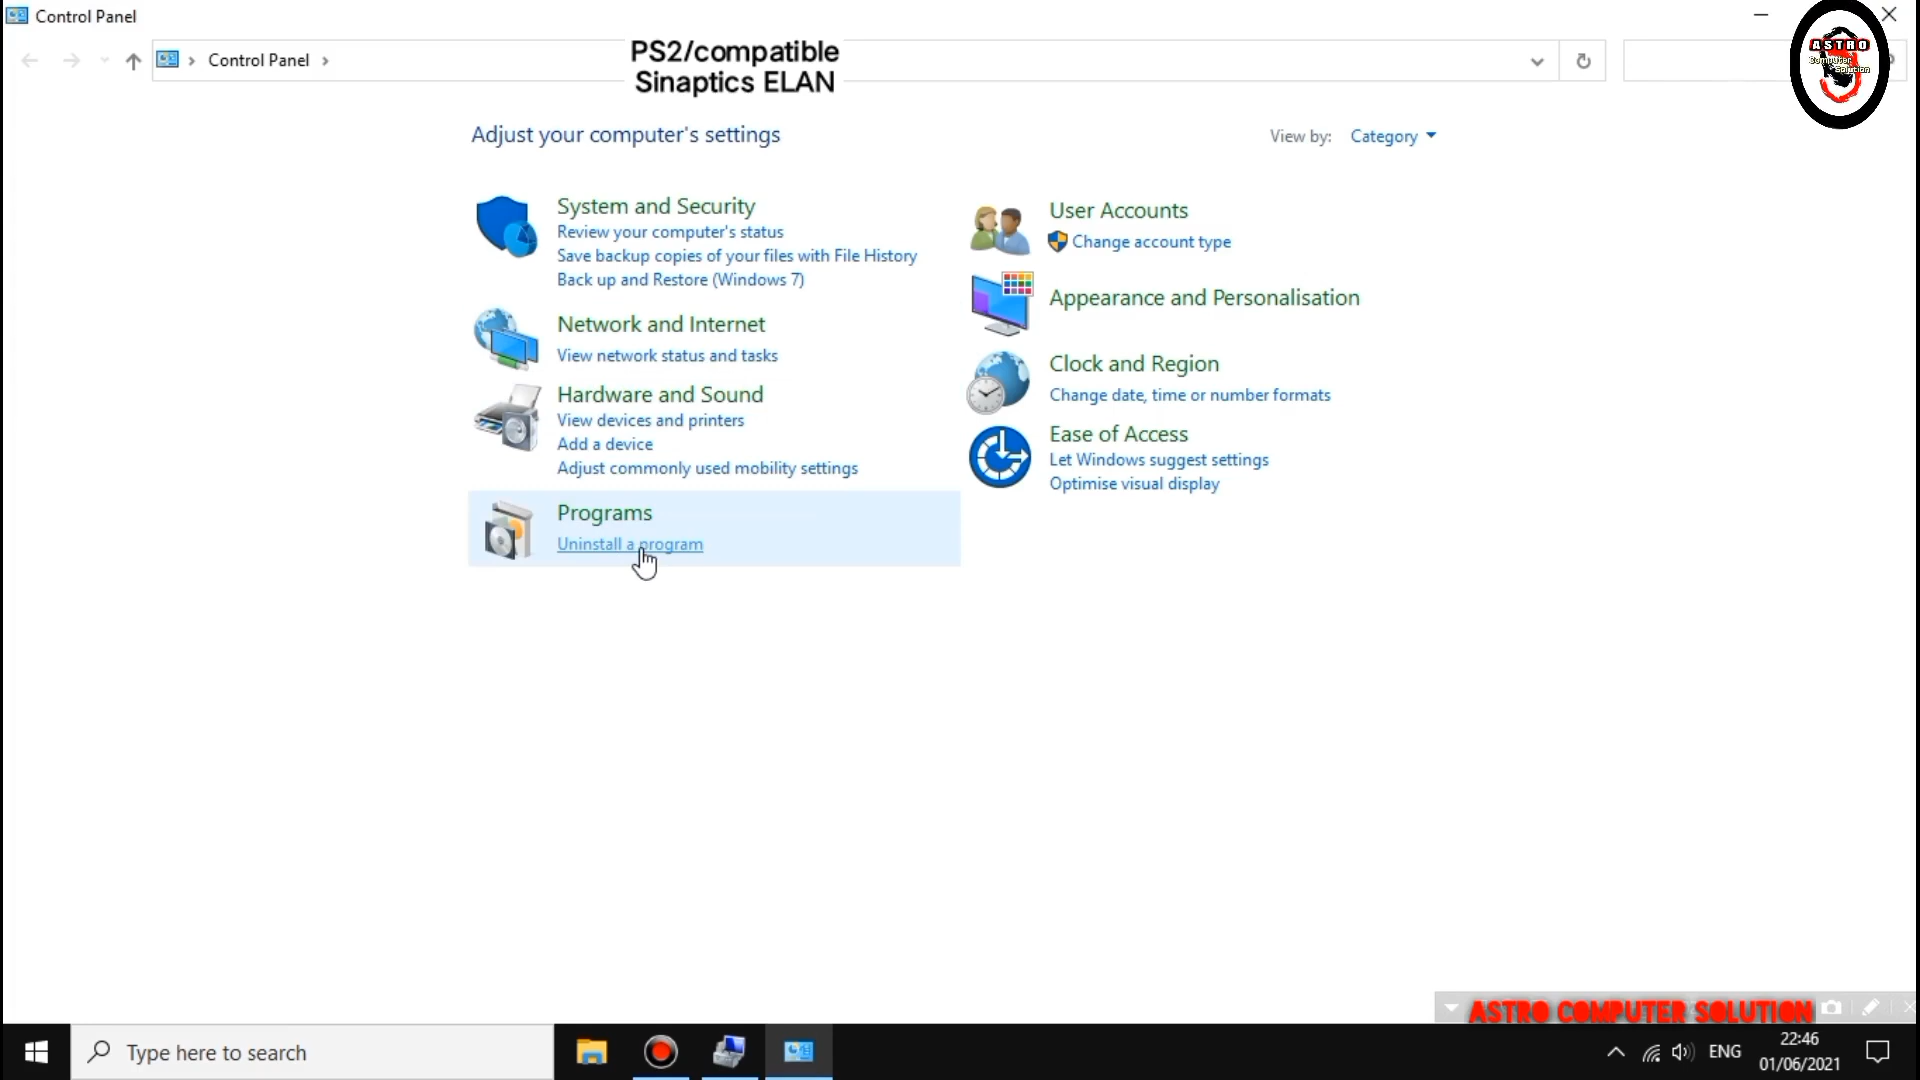 Control Panel
Control Panel
PS2/compatible
Sinaptics ELAN
ASTRO
Computer
Solution
Adjust your computer's settings
View by: Category
System and Security
Review your computer's status
Save backup copies of your files with File History
Back up and Restore (Windows 7)
Network and Internet
View network status and tasks
Hardware and Sound
View devices and printers
Add a device
Adjust commonly used mobility settings
Programs
Uninstall a program
User Accounts
Change account type
Appearance and Personalisation
Clock and Region
Change date, time or number formats
Ease of Access
Let Windows suggest settings
Optimise visual display
ASTRO COMPUTER SOLUTION
Type here to search
ENG
22:46
01/06/2021